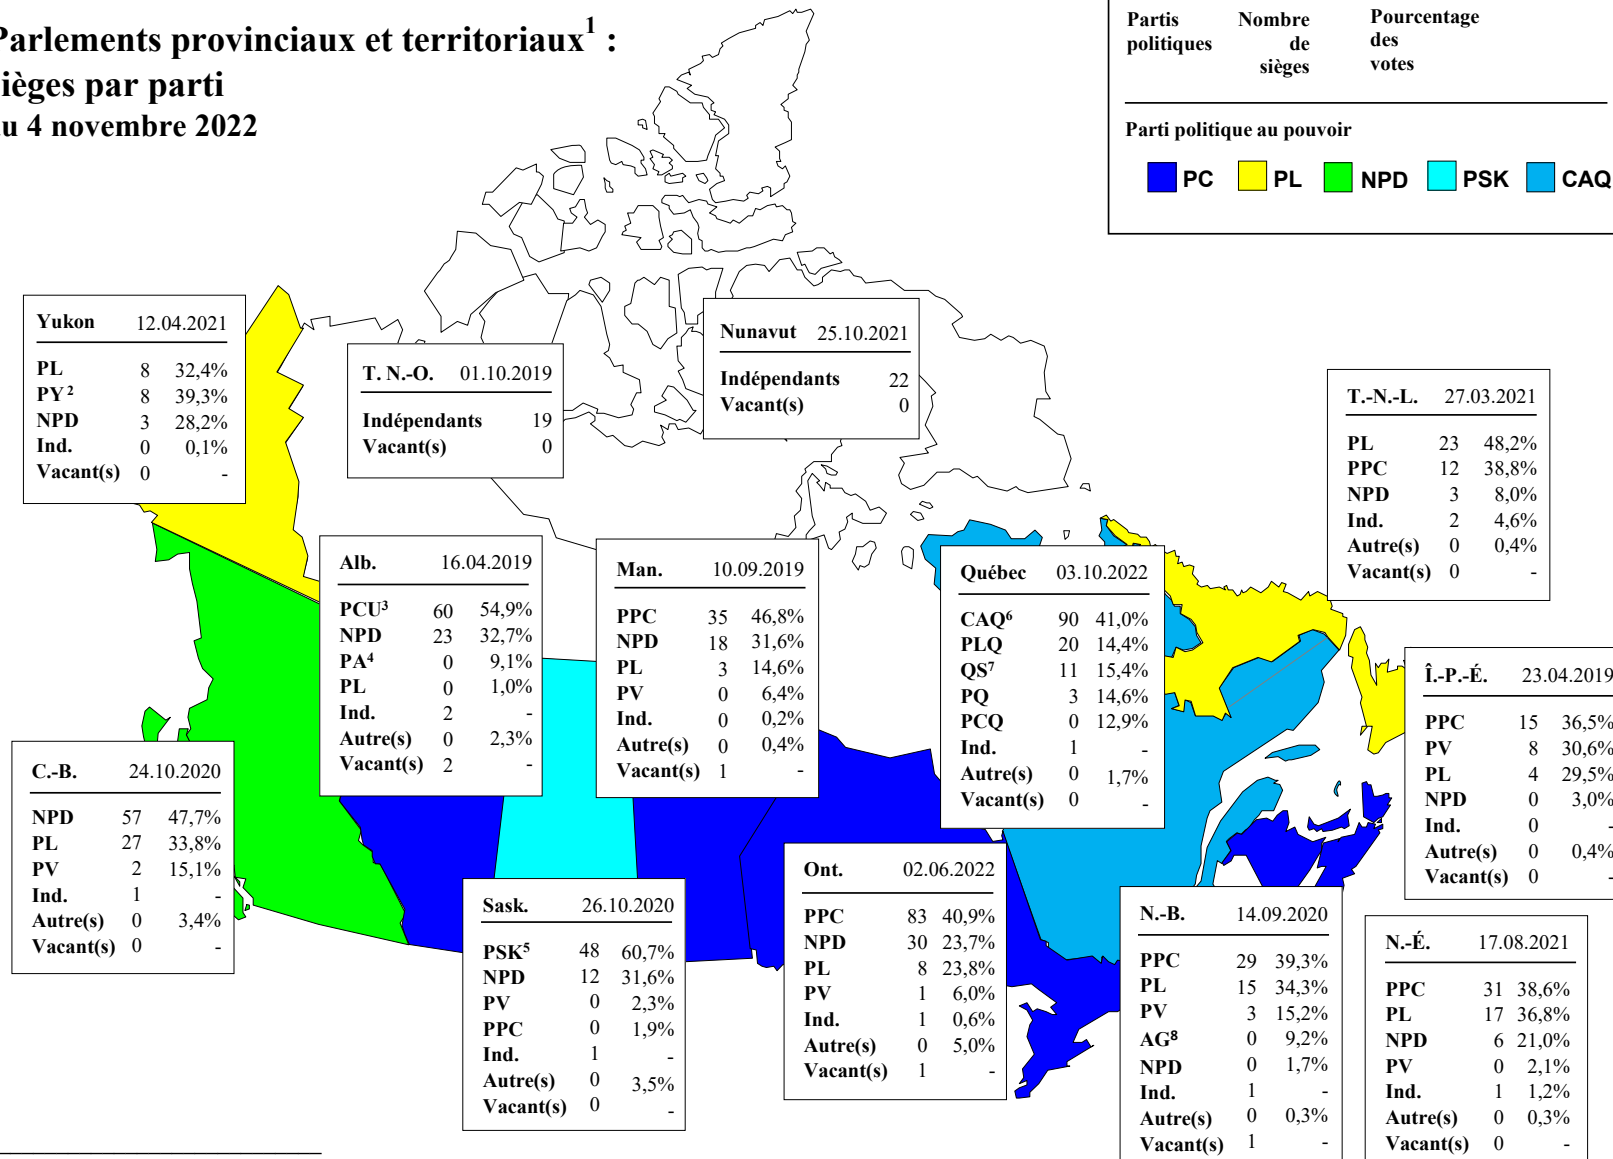 Parlements provinciaux et territoriaux¹ :
ièges par parti
u 4 novembre 2022
Partis politiques Nombre de sièges Pourcentage des votes
Parti politique au pouvoir
PC PL NPD PSK CAQ
Yukon 12.04.2021
PL 8 32,4%
PY² 8 39,3%
NPD 3 28,2%
Ind. 0 0,1%
Vacant(s) 0 -
T. N.-O. 01.10.2019
Indépendants 19
Vacant(s) 0
Nunavut 25.10.2021
Indépendants 22
Vacant(s) 0
T.-N.-L. 27.03.2021
PL 23 48,2%
PPC 12 38,8%
NPD 3 8,0%
Ind. 2 4,6%
Autre(s) 0 0,4%
Vacant(s) 0 -
Alb. 16.04.2019
PCU³ 60 54,9%
NPD 23 32,7%
PA⁴ 0 9,1%
PL 0 1,0%
Ind. 2 -
Autre(s) 0 2,3%
Vacant(s) 2 -
Man. 10.09.2019
PPC 35 46,8%
NPD 18 31,6%
PL 3 14,6%
PV 0 6,4%
Ind. 0 0,2%
Autre(s) 0 0,4%
Vacant(s) 1 -
Québec 03.10.2022
CAQ⁶ 90 41,0%
PLQ 20 14,4%
QS⁷ 11 15,4%
PQ 3 14,6%
PCQ 0 12,9%
Ind. 1 -
Autre(s) 0 1,7%
Vacant(s) 0 -
Î.-P.-É. 23.04.2019
PPC 15 36,5%
PV 8 30,6%
PL 4 29,5%
NPD 0 3,0%
Ind. 0 -
Autre(s) 0 0,4%
Vacant(s) 0 -
C.-B. 24.10.2020
NPD 57 47,7%
PL 27 33,8%
PV 2 15,1%
Ind. 1 -
Autre(s) 0 3,4%
Vacant(s) 0 -
Sask. 26.10.2020
PSK⁵ 48 60,7%
NPD 12 31,6%
PV 0 2,3%
PPC 0 1,9%
Ind. 1 -
Autre(s) 0 3,5%
Vacant(s) 0 -
Ont. 02.06.2022
PPC 83 40,9%
NPD 30 23,7%
PL 8 23,8%
PV 1 6,0%
Ind. 1 0,6%
Autre(s) 0 5,0%
Vacant(s) 1 -
N.-B. 14.09.2020
PPC 29 39,3%
PL 15 34,3%
PV 3 15,2%
AG⁸ 0 9,2%
NPD 0 1,7%
Ind. 1 -
Autre(s) 0 0,3%
Vacant(s) 1 -
N.-É. 17.08.2021
PPC 31 38,6%
PL 17 36,8%
NPD 6 21,0%
PV 0 2,1%
Ind. 1 1,2%
Autre(s) 0 0,3%
Vacant(s) 0 -